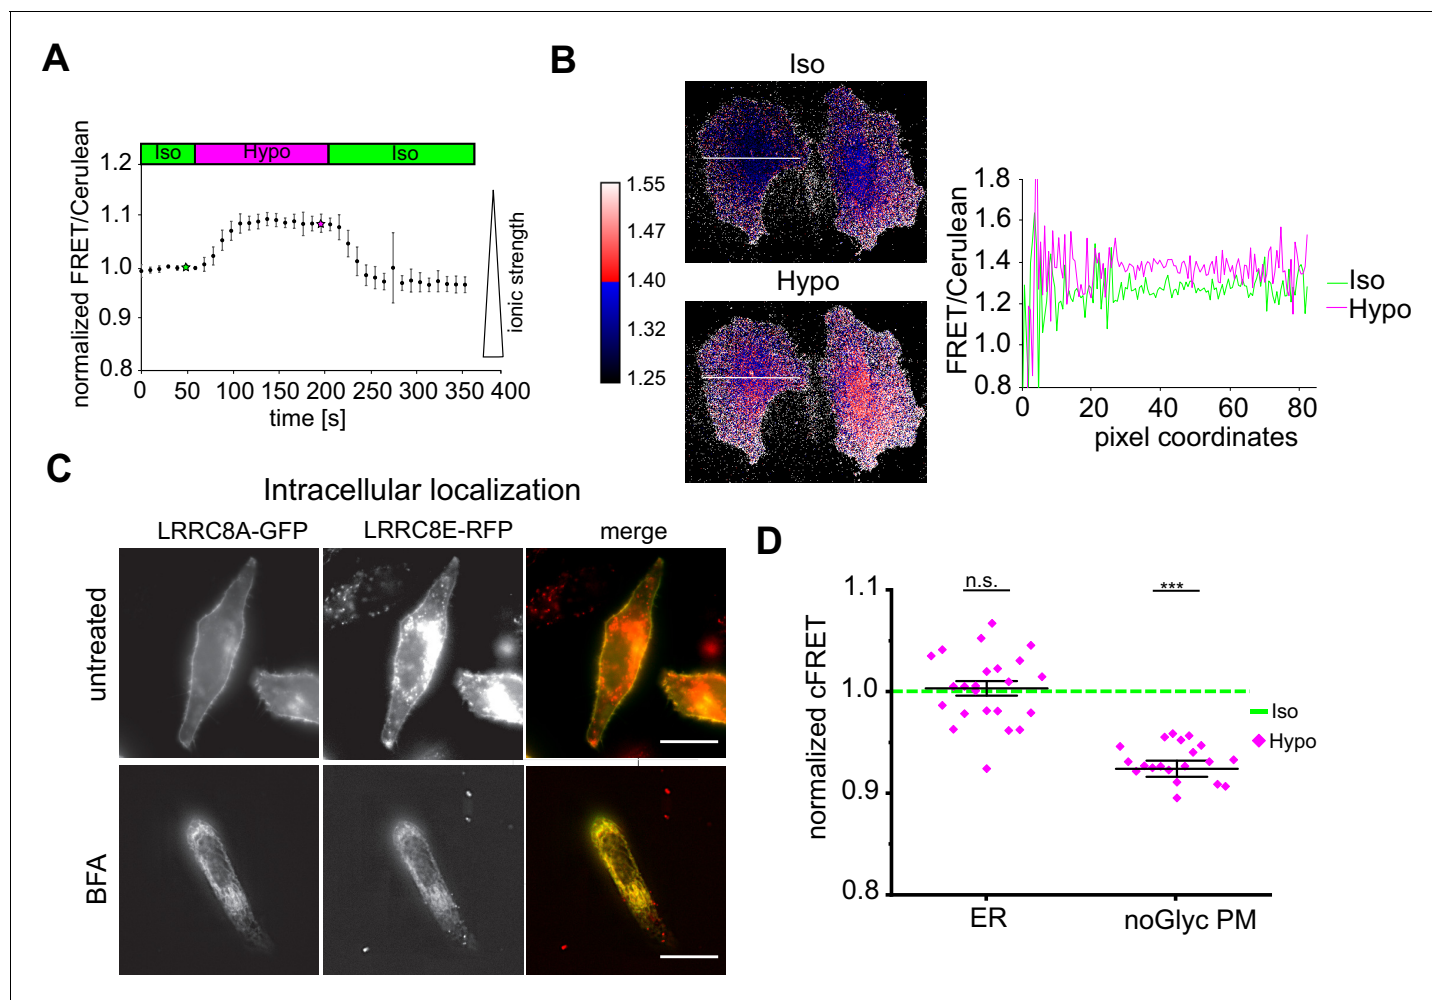 A
Iso Hypo Iso
normalized FRET/Cerulean
1.2
1.1
1.0
0.9
0.8
0 50 100 150 200 250 300 350 400
time [s]
ionic strength
B
Iso
Hypo
1.55
1.47
1.40
1.32
1.25
FRET/Cerulean
1.8
1.6
1.4
1.2
1.0
0.8
0 20 40 60 80
pixel coordinates
Iso
Hypo
C
Intracellular localization
LRRC8A-GFP LRRC8E-RFP merge
untreated
BFA
D
normalized cFRET
1.1
1.0
0.9
0.8
n.s. ***
Iso
Hypo
ER noGlyc PM